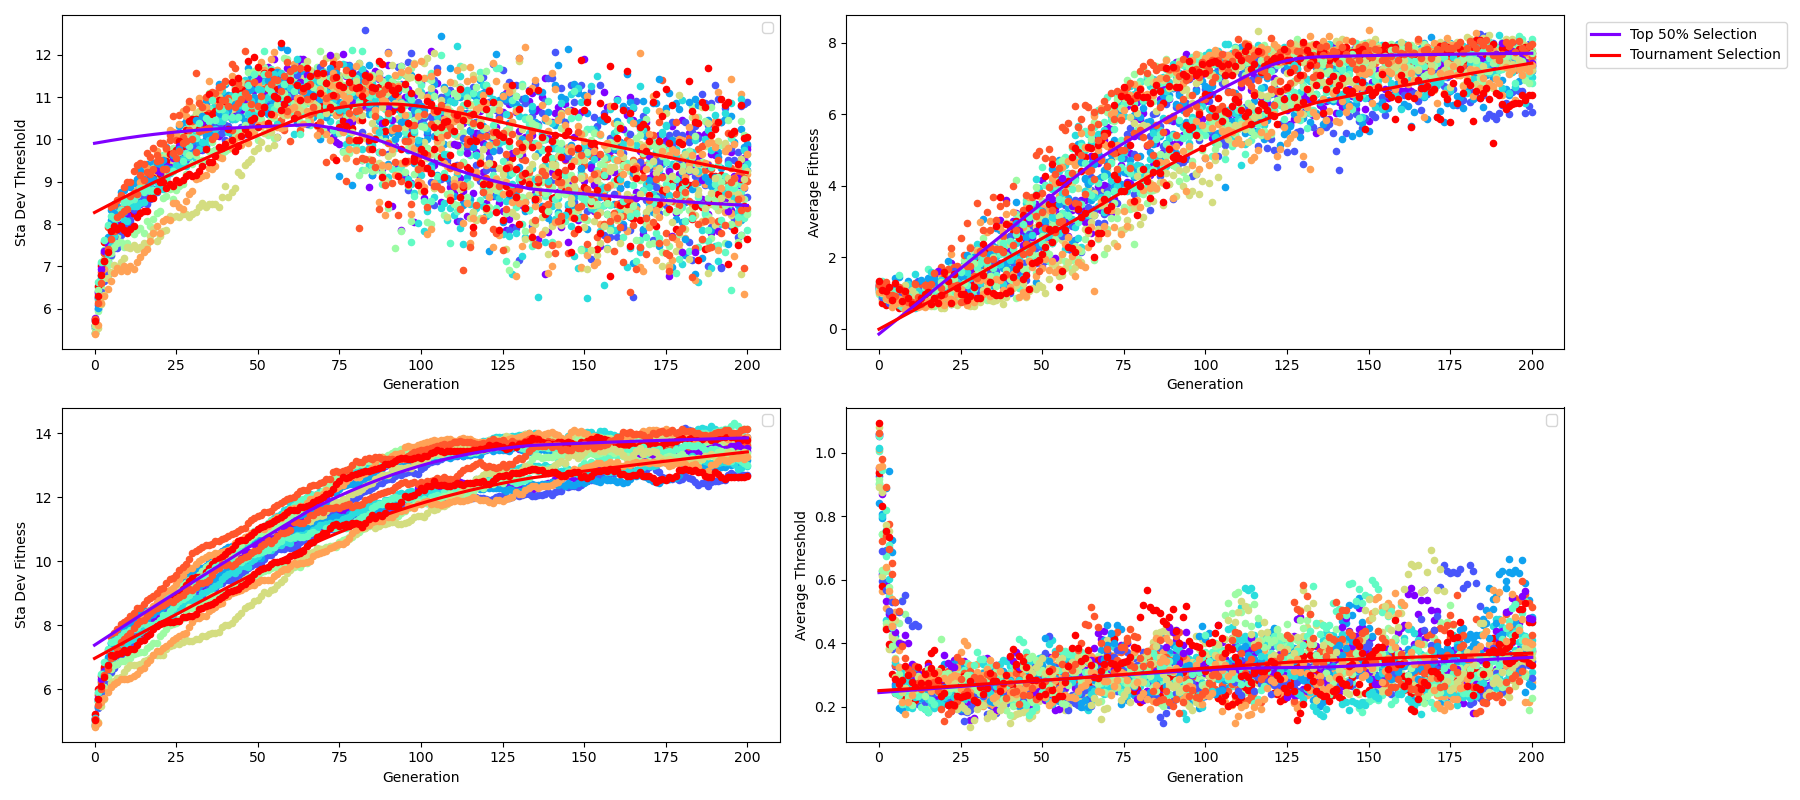 12
11
10
9
8
7
6
Sta Dev Threshold
0 25 50 75 100 125 150 175 200
Generation
8
6
4
2
0
Average Fitness
0 25 50 75 100 125 150 175 200
Generation
Top 50% Selection
Tournament Selection
14
12
10
8
6
Sta Dev Fitness
0 25 50 75 100 125 150 175 200
Generation
1.0
0.8
0.6
0.4
0.2
Average Threshold
0 25 50 75 100 125 150 175 200
Generation